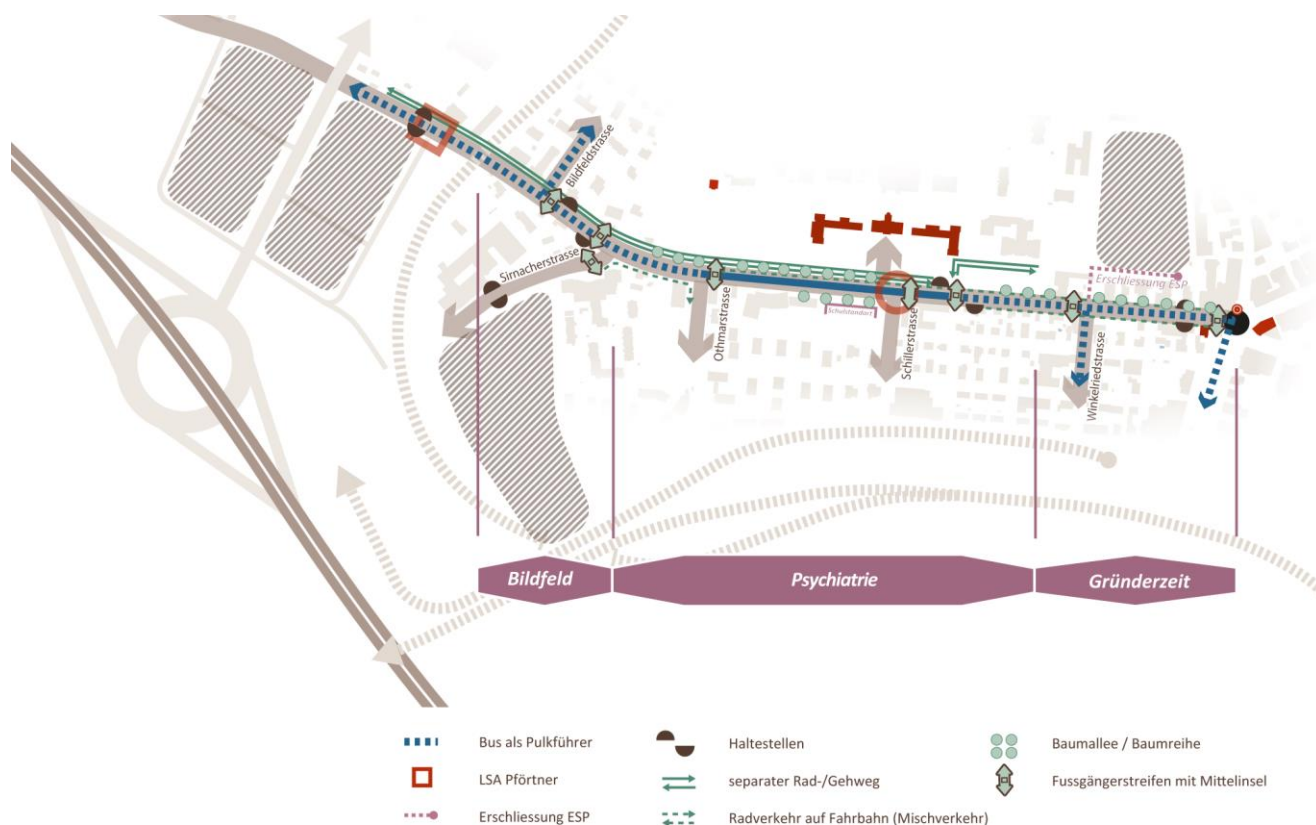 Bildfeldstrasse
Sirnacherstrasse
Othmarstrasse
Schulstandort
Schillerstrasse
Erschliessung ESP
Winkelriedstrasse
Bildfeld
Psychiatrie
Gründerzeit
Bus als Pulkführer
Haltestellen
Baumallee / Baumreihe
LSA Pförtner
separater Rad-/Gehweg
Fussgängerstreifen mit Mittelinsel
Erschliessung ESP
Radverkehr auf Fahrbahn (Mischverkehr)